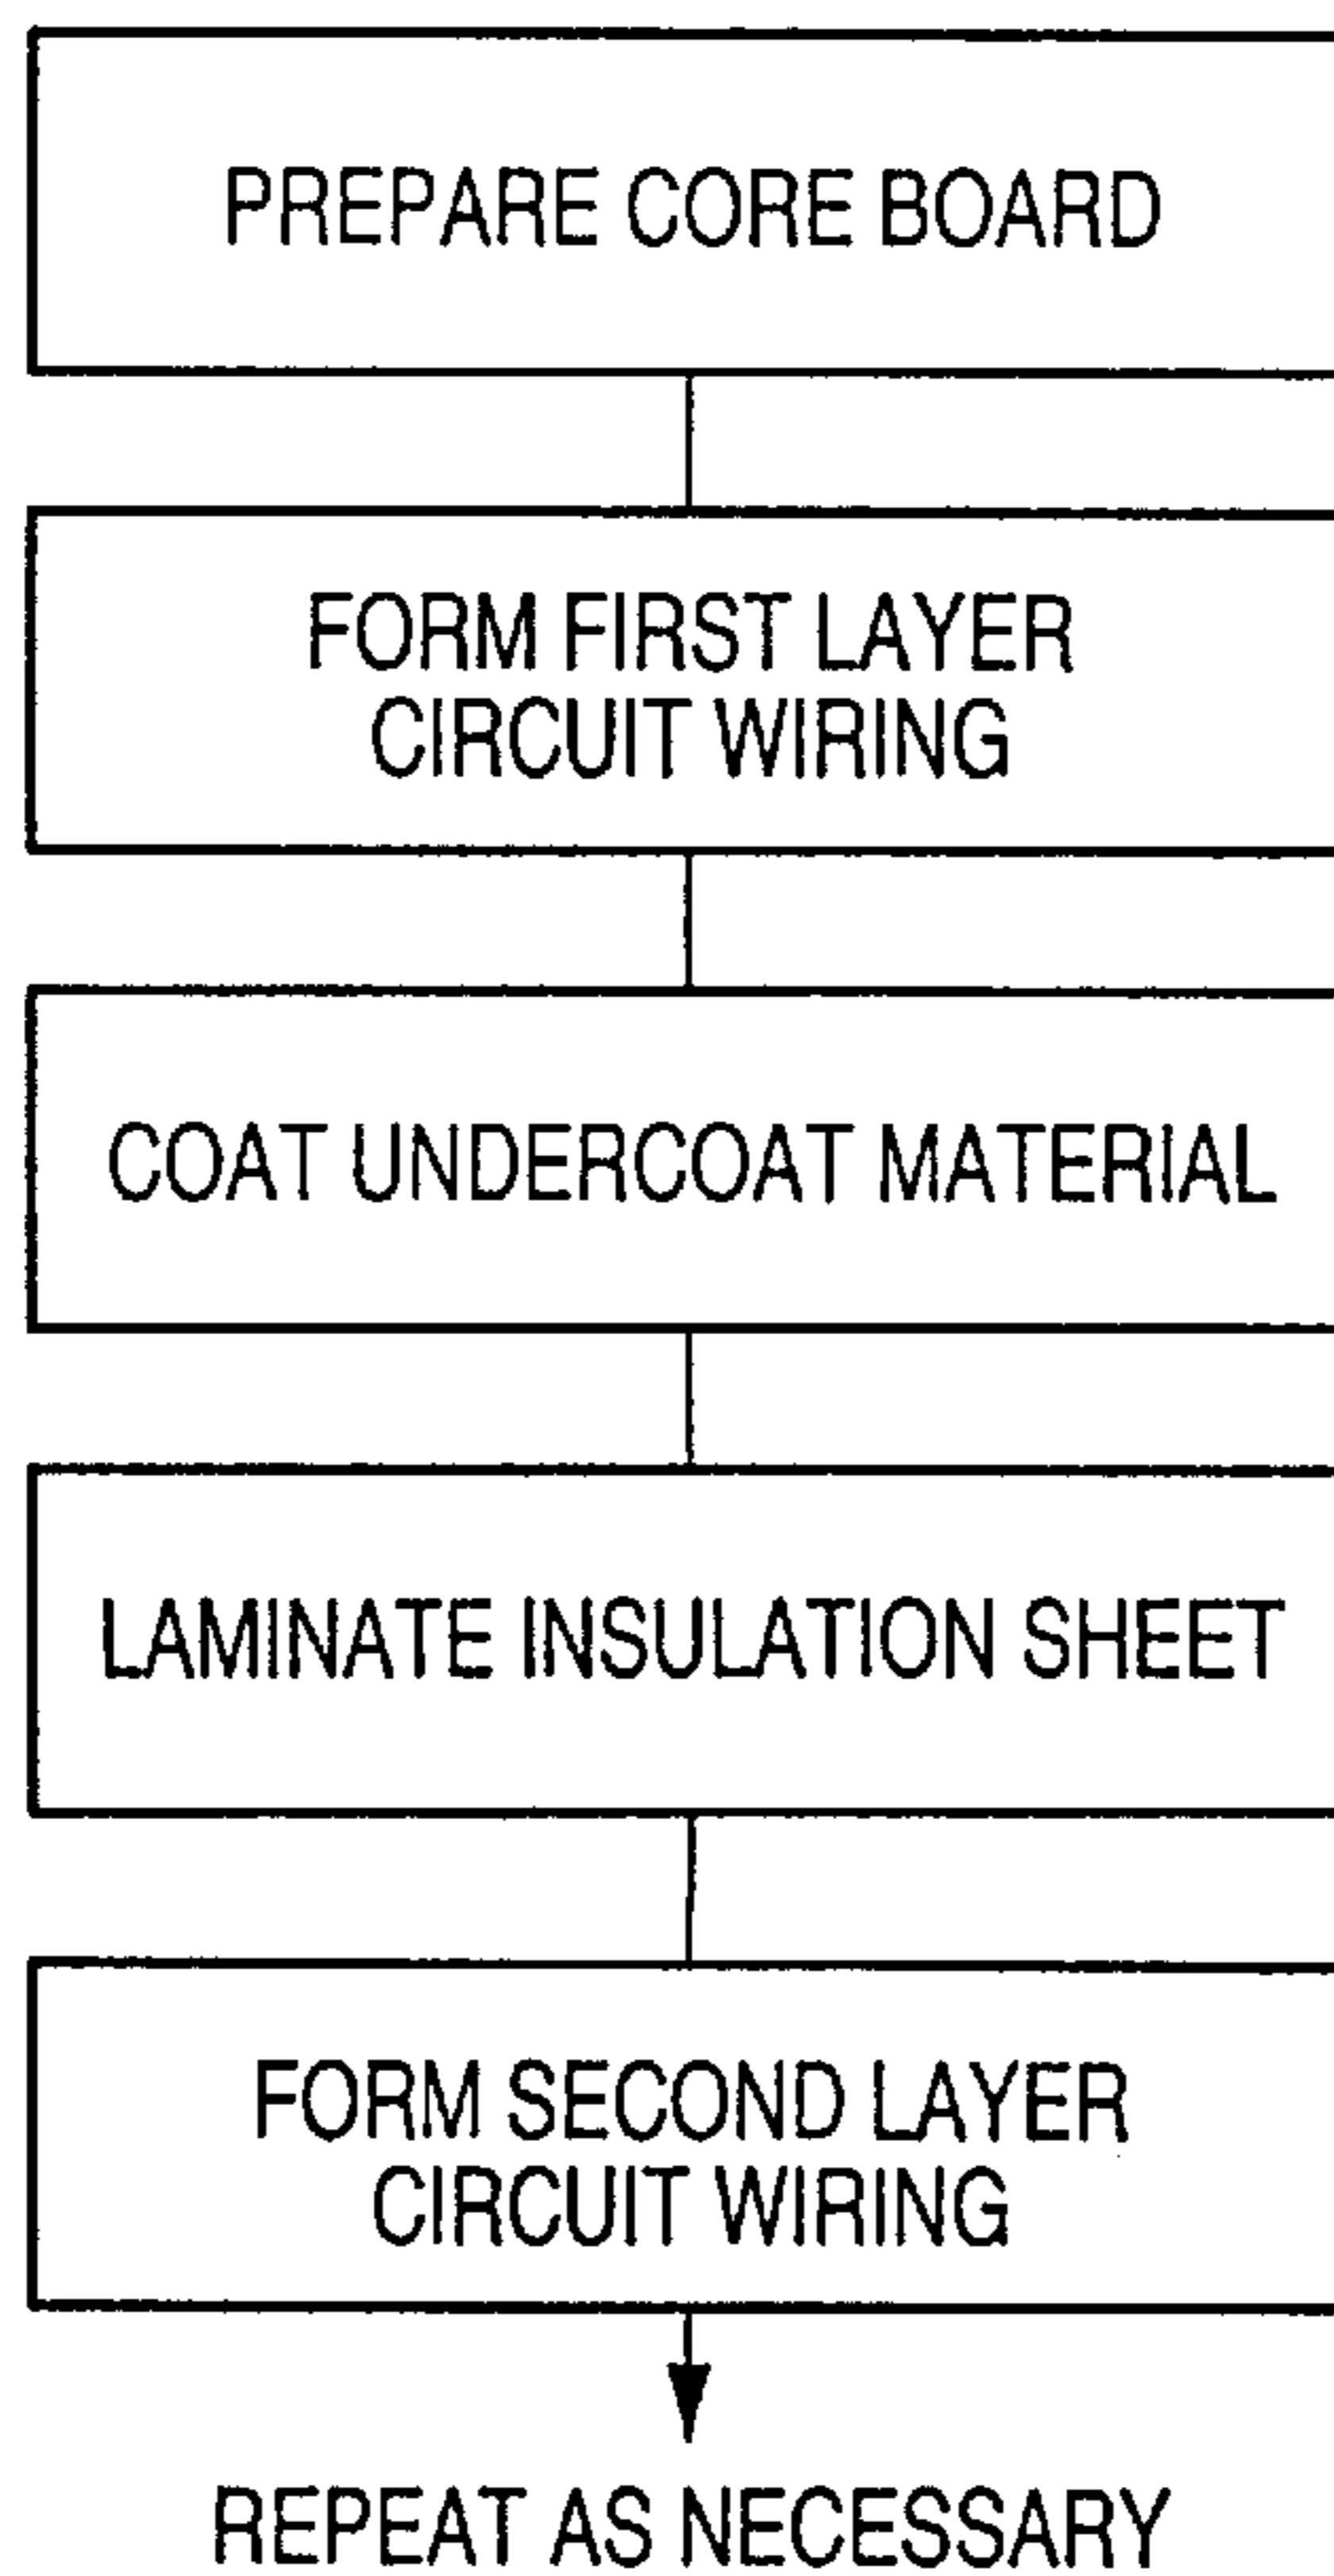 PREPARE CORE BOARD
FORM FIRST LAYER
CIRCUIT WIRING
COAT UNDERCOAT MATERIAL
LAMINATE INSULATION SHEET
FORM SECOND LAYER
CIRCUIT WIRING
REPEAT AS NECESSARY